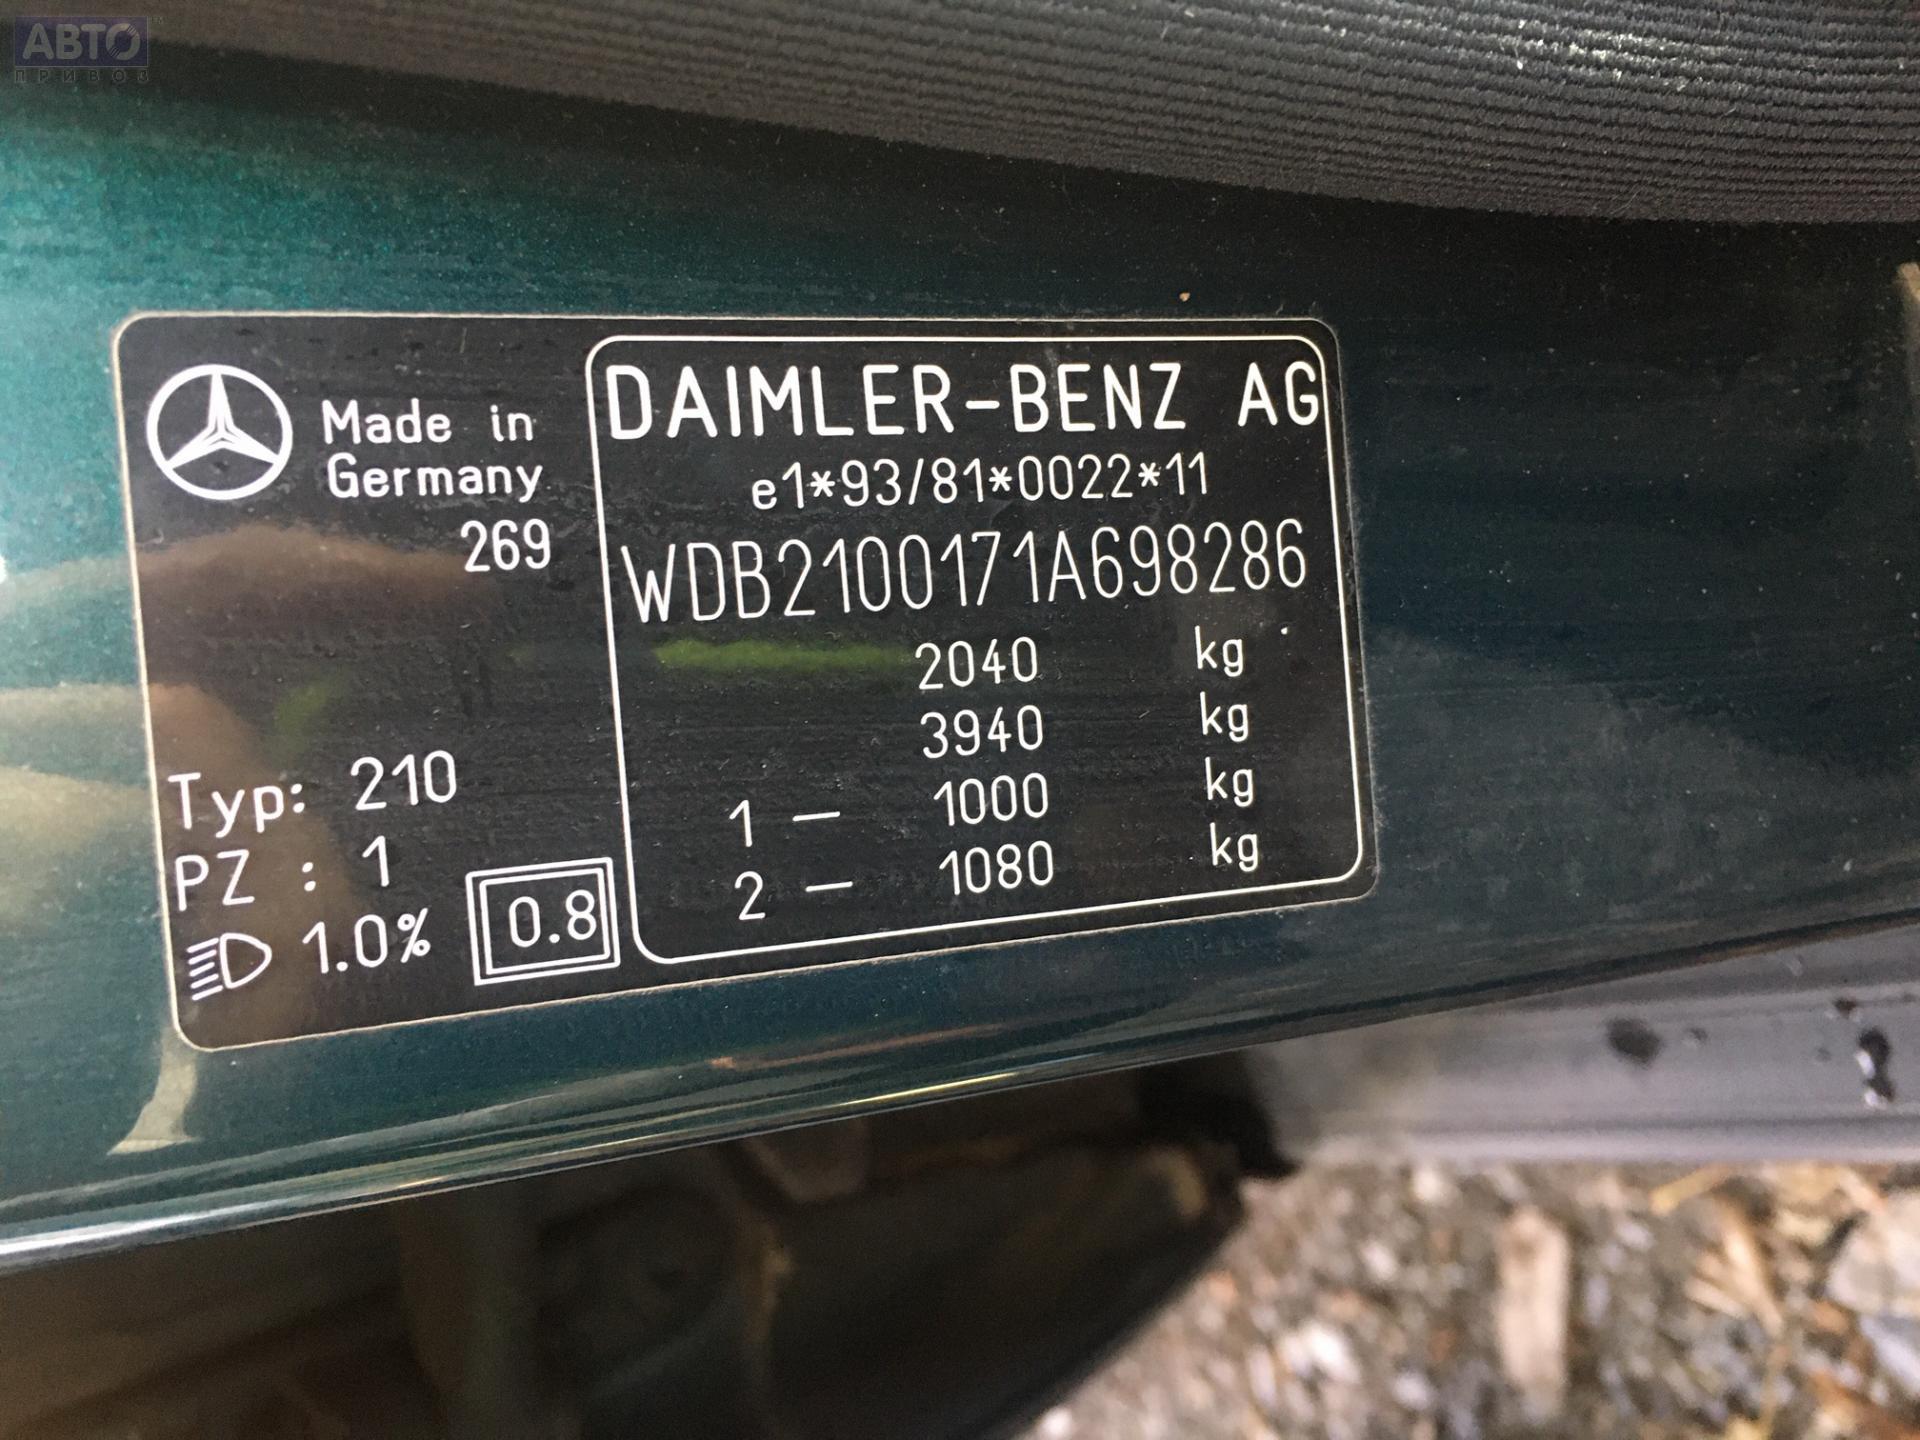 АВТО
ПРИВОЗ
Made in
Germany
269
Typ: 210
PZ : 1
1.0%
0.8
DAIMLER-BENZ AG
e1*93/81*0022*11
WDB2100171A698286
2040 kg
3940 kg
1 – 1000 kg
2 – 1080 kg